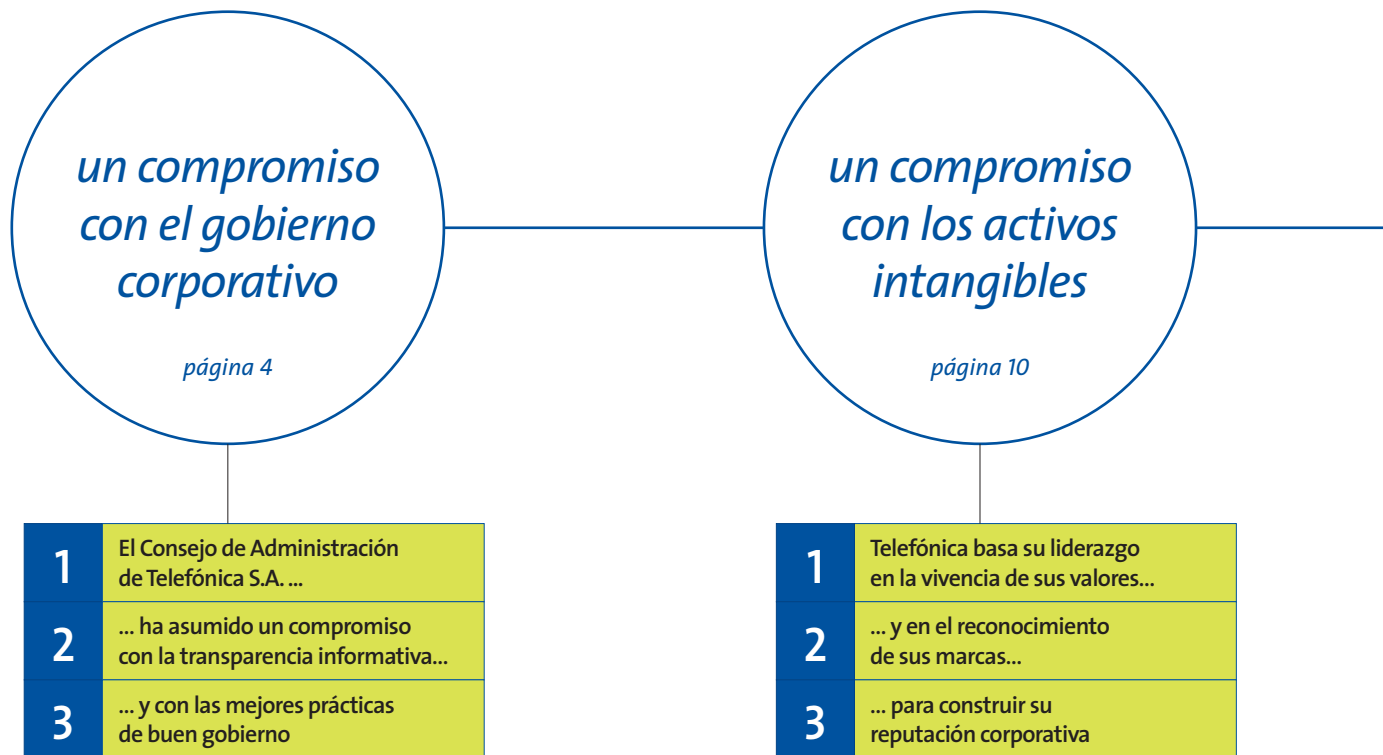 un compromiso
con el gobierno
corporativo
página 4
1
El Consejo de Administración
de Telefónica S.A. ...
2
... ha asumido un compromiso
con la transparencia informativa...
3
... y con las mejores prácticas
de buen gobierno
un compromiso
con los activos
intangibles
página 10
1
Telefónica basa su liderazgo
en la vivencia de sus valores...
2
... y en el reconocimiento
de sus marcas...
3
... para construir su
reputación corporativa